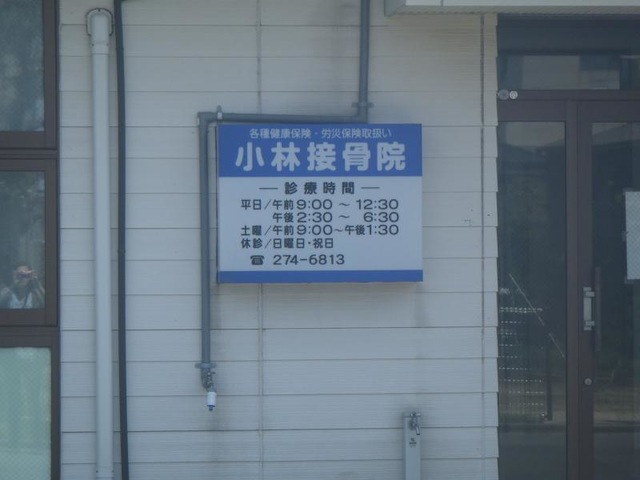 各種健康保険・労災保険取扱い
小林接骨院
― 診療時間 ―
平日/午前9:00 ～ 12:30
午後2:30 ～ 6:30
土曜/午前9:00～午後1:30
休診/日曜日・祝日
☎ 274-6813